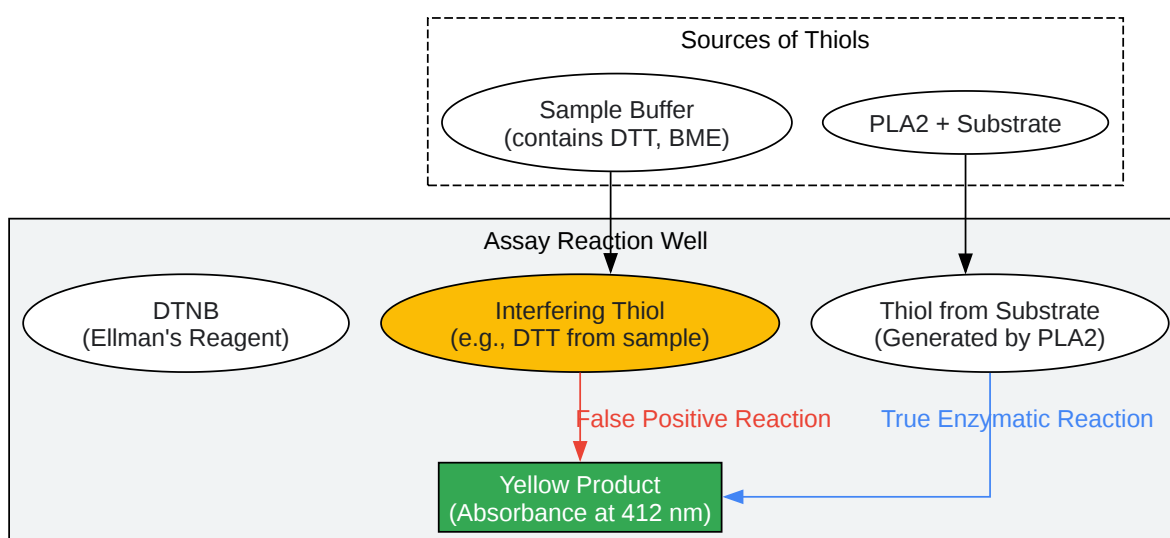 Sources of Thiols
Sample Buffer
(contains DTT, BME)
PLA2 + Substrate
Assay Reaction Well
DTNB
(Ellman's Reagent)
Interfering Thiol
(e.g., DTT from sample)
Thiol from Substrate
(Generated by PLA2)
False Positive Reaction
True Enzymatic Reaction
Yellow Product
(Absorbance at 412 nm)